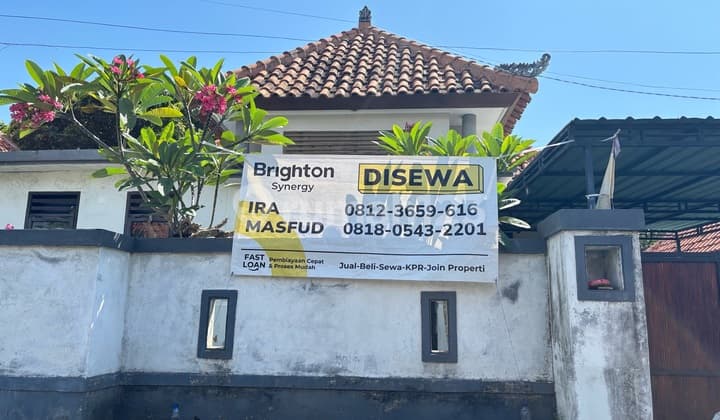 Brighton
Synergy
DISEWA
IRA 0812-3659-616
MASFUD 0818-0543-2201
FAST LOAN
Pembiayaan Cepat
& Proses Mudah
Jual-Beli-Sewa-KPR-Join Properti